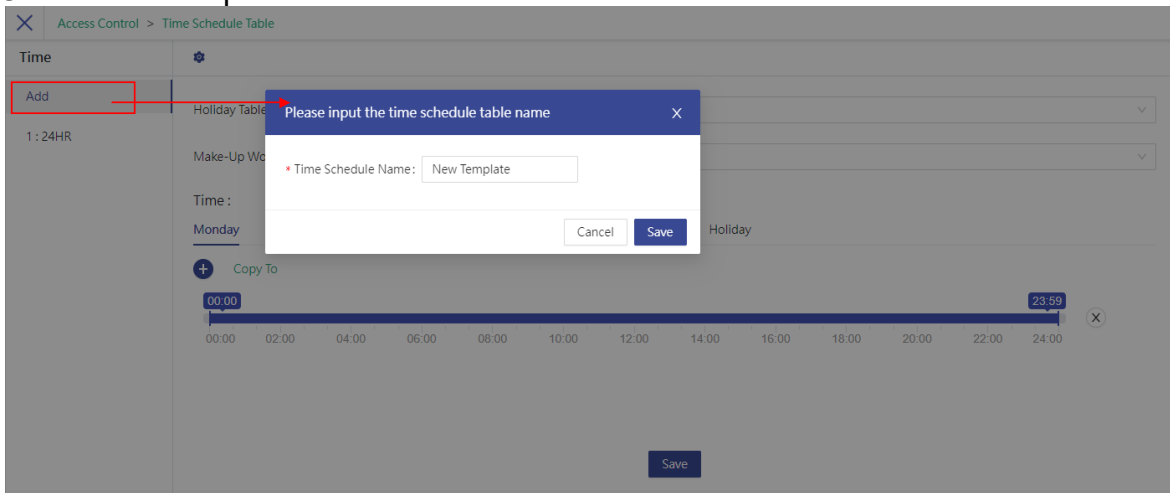 Access Control > Time Schedule Table
Time
Add
1 : 24HR
Holiday Table
Please input the time schedule table name X
Make-Up Wo
* Time Schedule Name: New Template
Cancel Save
Time :
Monday Holiday
Copy To
00:00 23:59
X
00:00 02:00 04:00 06:00 08:00 10:00 12:00 14:00 16:00 18:00 20:00 22:00 24:00
Save